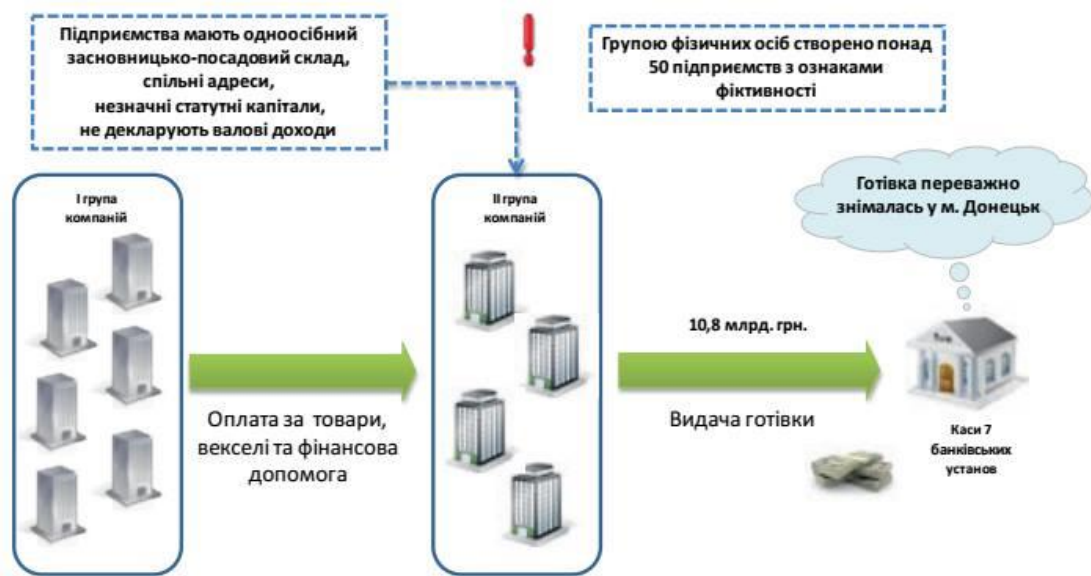 Підприємства мають одноосібний
засновницько-посадовий склад,
спільні адреси,
незначні статутні капітали,
не декларують валові доходи
Групою фізичних осіб створено понад
50 підприємств з ознаками
фіктивності
І група
компаній
ІІ група
компаній
Готівка переважно
знімалась у м. Донецьк
Оплата за товари,
векселі та фінансова
допомога
10,8 млрд. грн.
Видача готівки
Каси 7
банківських
установ